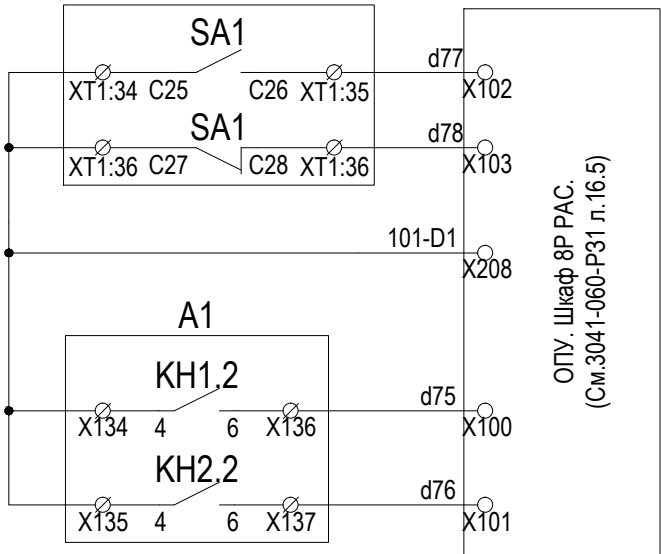 SA1
d77
XT1:34 C25 C26 XT1:35
X102
SA1
d78
XT1:36 C27 C28 XT1:36
X103
101-D1
X208
A1
KH1.2
d75
X134 4 6 X136
X100
KH2.2
d76
X135 4 6 X137
X101
ОПУ. Шкаф 8Р РАС.
(См.3041-060-РЗ1 л.16.5)